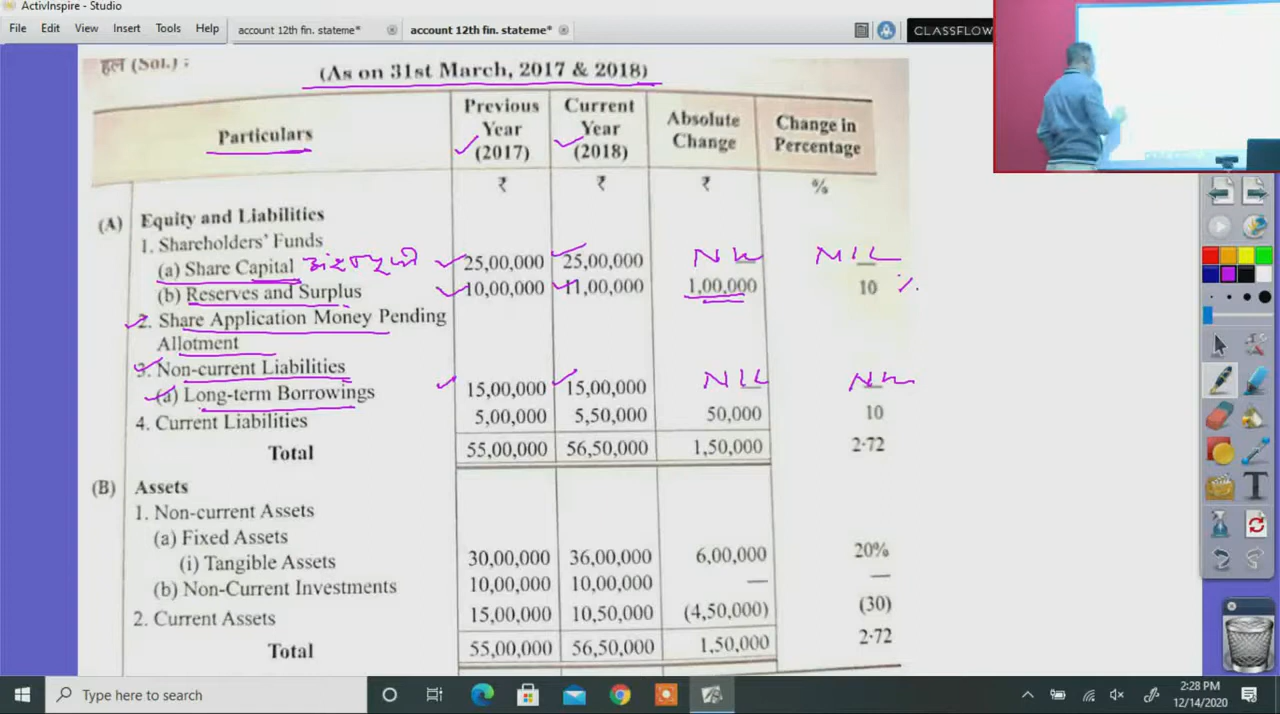 ActivInspire - Studio
File Edit View Insert Tools Help account 12th fin. stateme* account 12th fin. stateme* CLASSFLOW
हल (SOL) :
(As on 31st March, 2017 & 2018)
Particulars Previous Year (2017) Current Year (2018) Absolute Change Change in Percentage
₹ ₹ ₹ %
(A) Equity and Liabilities
1. Shareholders' Funds
(a) Share Capital 25,00,000 25,00,000 NIL — NIL —
(b) Reserves and Surplus 10,00,000 11,00,000 1,00,000 10 %
2. Share Application Money Pending
Allotment
3. Non-current Liabilities
(a) Long-term Borrowings 15,00,000 15,00,000 NIL — NIL —
4. Current Liabilities 5,00,000 5,50,000 50,000 10
Total 55,00,000 56,50,000 1,50,000 2·72
(B) Assets
1. Non-current Assets
(a) Fixed Assets
(i) Tangible Assets 30,00,000 36,00,000 6,00,000 20%
(b) Non-Current Investments 10,00,000 10,00,000 — —
2. Current Assets 15,00,000 10,50,000 (4,50,000) (30)
Total 55,00,000 56,50,000 1,50,000 2·72
Type here to search
2:28 PM
12/14/2020